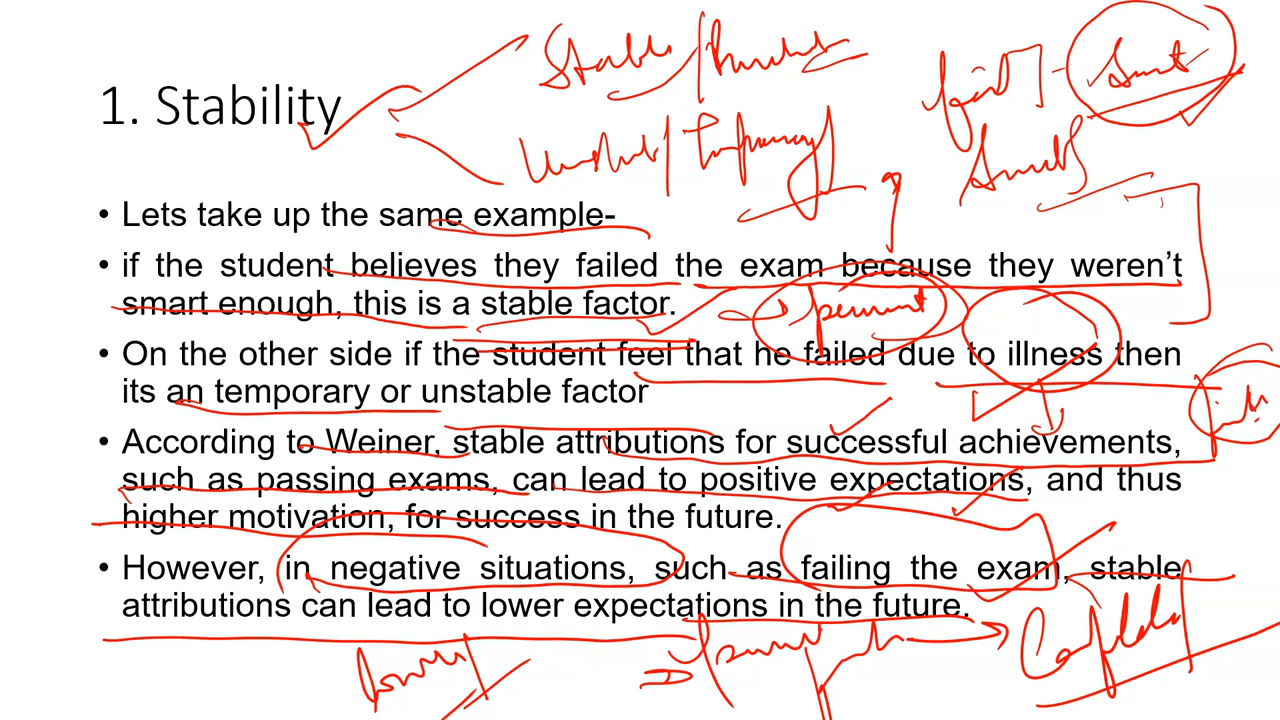 1. Stability
Stable /
Unstable / Temporary
Smart
• Lets take up the same example-
• if the student believes they failed the exam because they weren't
smart enough, this is a stable factor.
permanent
• On the other side if the student feel that he failed due to illness then
its an temporary or unstable factor
• According to Weiner, stable attributions for successful achievements,
such as passing exams, can lead to positive expectations, and thus
higher motivation, for success in the future.
• However, in negative situations, such as failing the exam, stable
attributions can lead to lower expectations in the future.